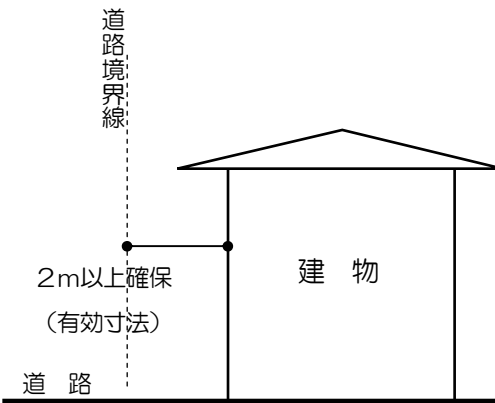 道路境界線
2m以上確保
(有効寸法)
建 物
道 路